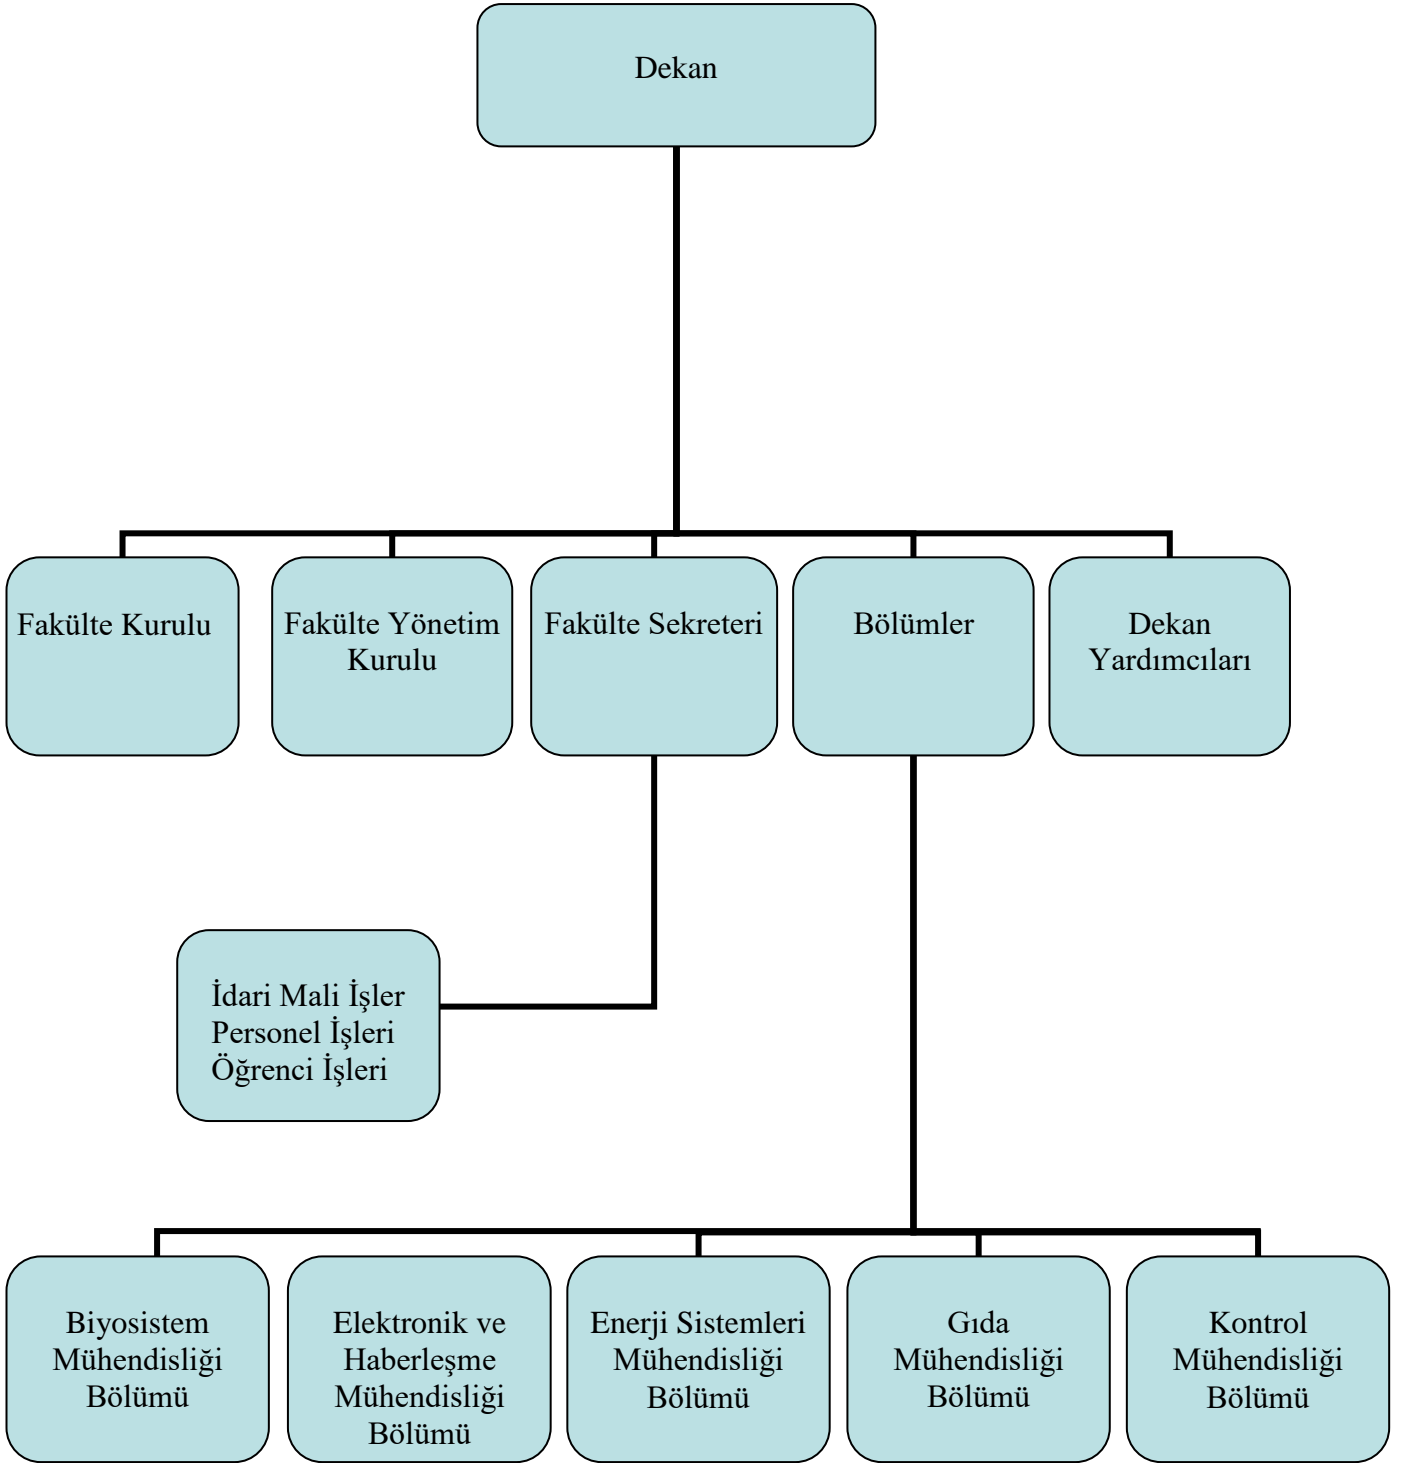 Dekan
Fakülte Kurulu
Fakülte Yönetim
Kurulu
Fakülte Sekreteri
Bölümler
Dekan
Yardımcıları
İdari Mali İşler
Personel İşleri
Öğrenci İşleri
Biyosistem
Mühendisliği
Bölümü
Elektronik ve
Haberleşme
Mühendisliği
Bölümü
Enerji Sistemleri
Mühendisliği
Bölümü
Gıda
Mühendisliği
Bölümü
Kontrol
Mühendisliği
Bölümü